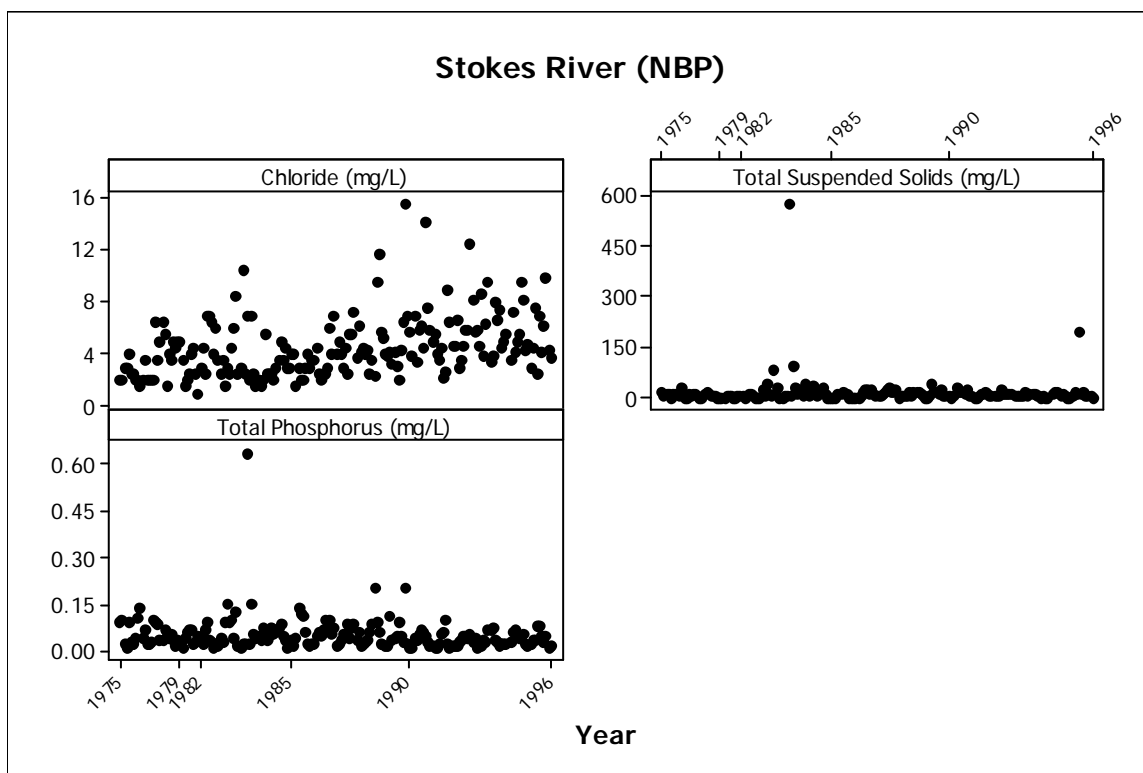 Stokes River (NBP)
1975 1979 1982 1985 1990 1996
Chloride (mg/L)
16
12
8
4
0
Total Suspended Solids (mg/L)
600
450
300
150
0
Total Phosphorus (mg/L)
0.60
0.45
0.30
0.15
0.00
1975 1979 1982 1985 1990 1996
Year